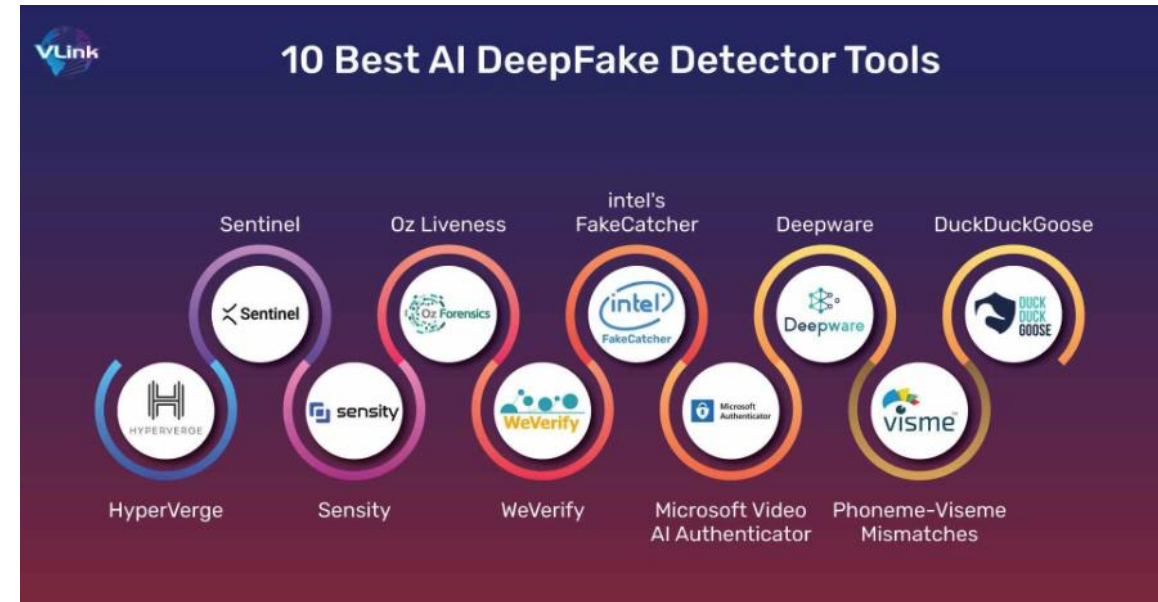 VLink
10 Best AI DeepFake Detector Tools
Sentinel
Oz Liveness
intel's
FakeCatcher
Deepware
DuckDuckGoose
Sentinel
Oz Forensics
intel
FakeCatcher
Deepware
DUCK
DUCK
GOOSE
HYPERVERGE
sensity
WeVerify
Microsoft
Authenticator
visme
HyperVerge
Sensity
WeVerify
Microsoft Video
AI Authenticator
Phoneme-Viseme
Mismatches